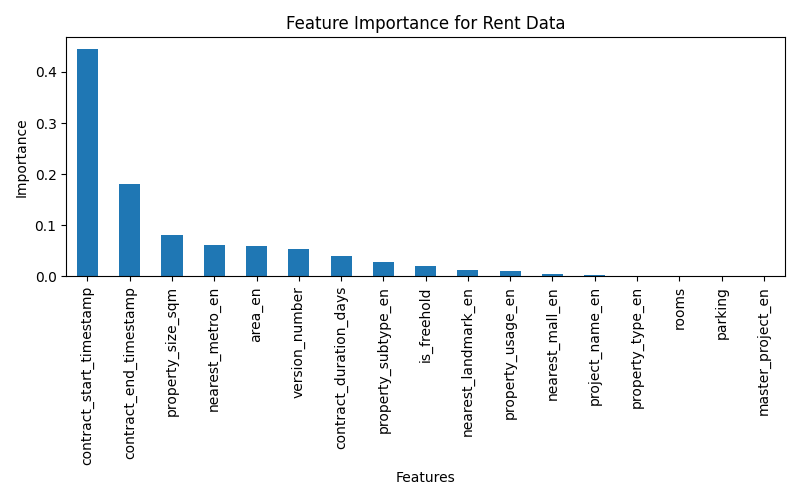 Feature Importance for Rent Data
Importance
0.4
0.3
0.2
0.1
0.0
contract_start_timestamp
contract_end_timestamp
property_size_sqm
nearest_metro_en
area_en
version_number
contract_duration_days
property_subtype_en
is_freehold
nearest_landmark_en
property_usage_en
nearest_mall_en
project_name_en
property_type_en
rooms
parking
master_project_en
Features